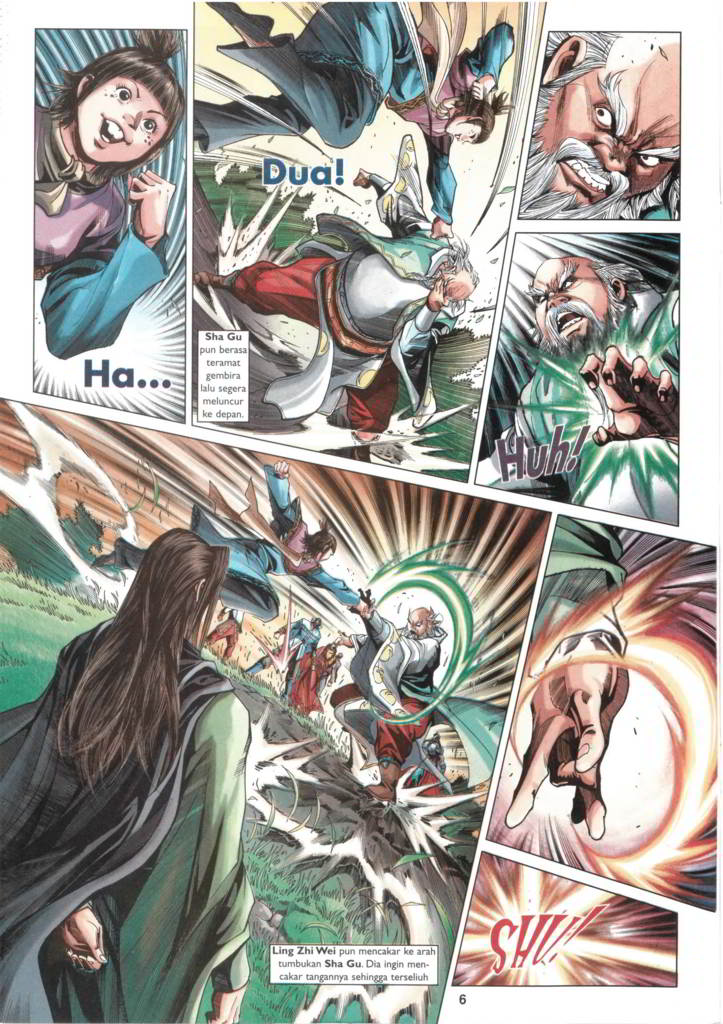 Ha...
Dua!
Sha Gu
pun berasa
teramat
gembira
lalu segera
meluncur
ke depan.
Huh!
Ling Zhi Wei pun mencakar ke arah
tumbukan Sha Gu. Dia ingin men-
cakar tangannya sehingga terseliuh
SHU!
6